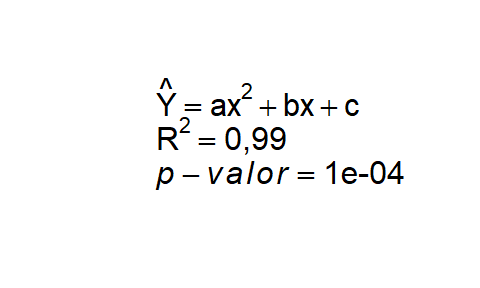 Ŷ = ax² + bx + c
R² = 0,99
p − valor = 1e-04